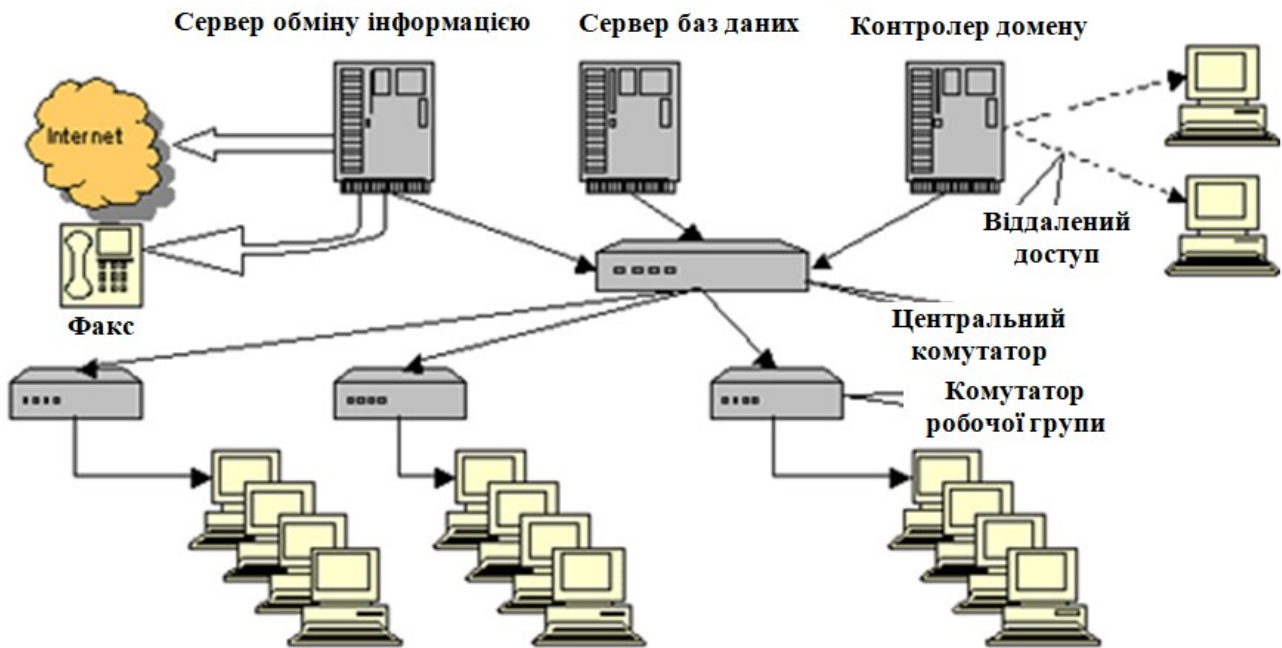 Сервер обміну інформацією
Сервер баз даних
Контролер домену
Internet
Віддалений
доступ
Факс
Центральний
комутатор
Комутатор
робочої групи